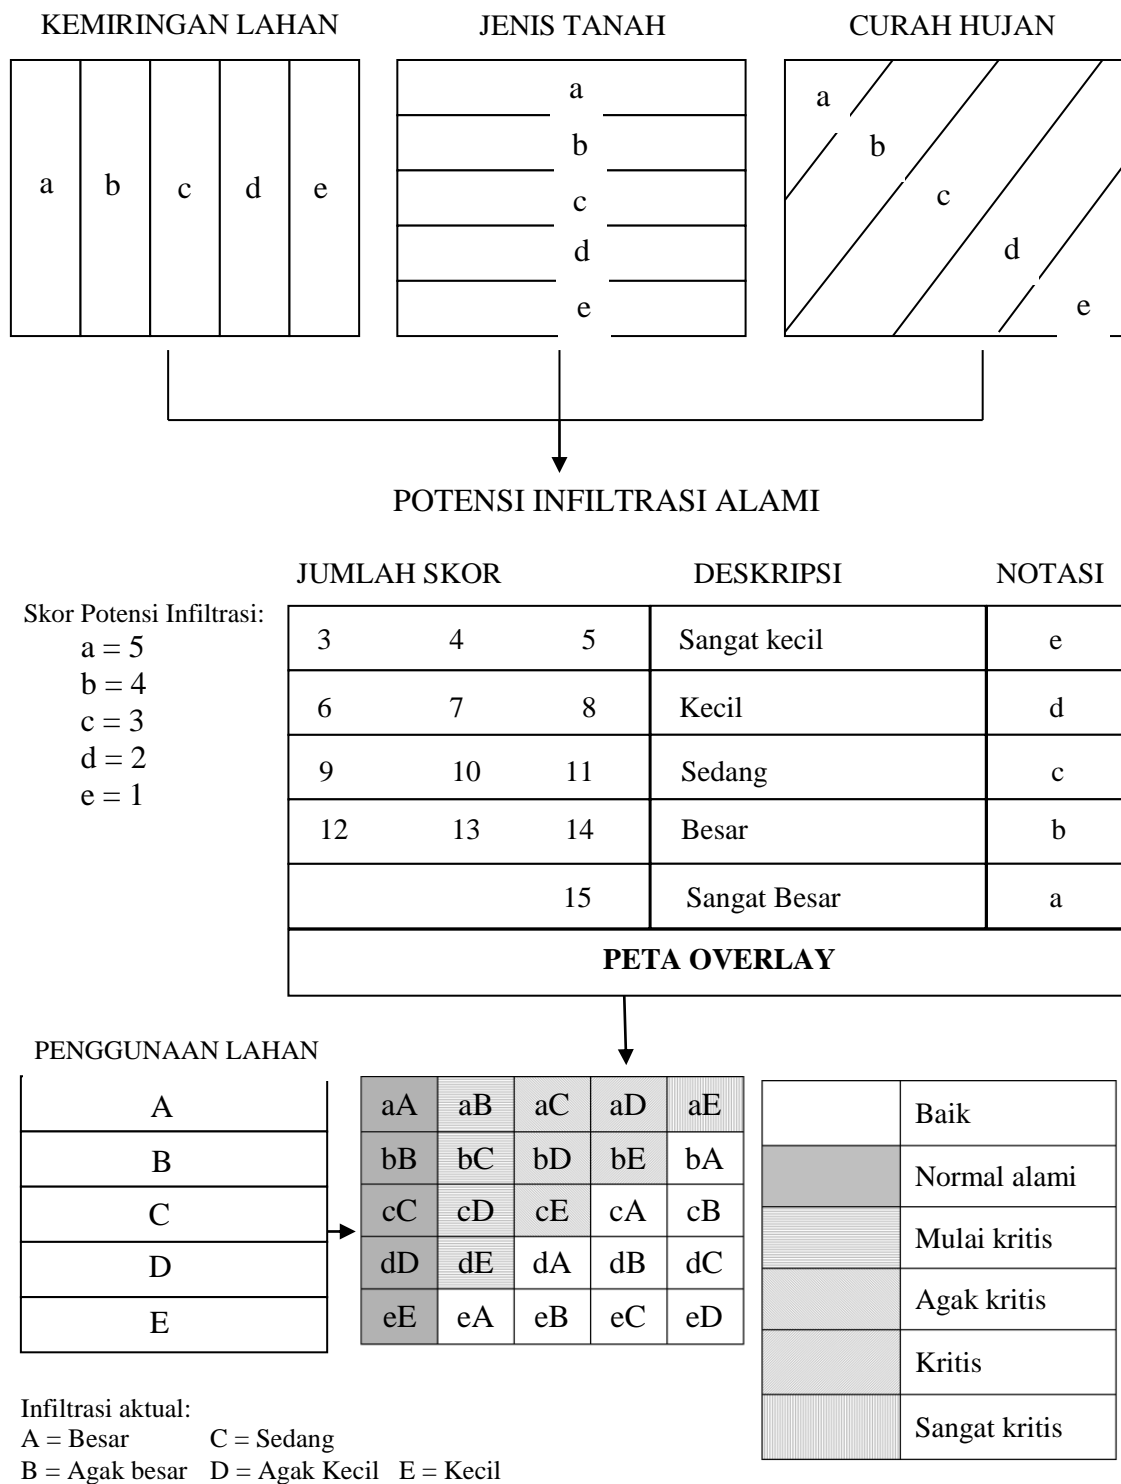 KEMIRINGAN LAHAN JENIS TANAH CURAH HUJAN
a b c d e
a
b
c
d
e
a
b
c
d
e
POTENSI INFILTRASI ALAMI
JUMLAH SKOR DESKRIPSI NOTASI
Skor Potensi Infiltrasi:
a = 5
b = 4
c = 3
d = 2
e = 1
3 4 5 Sangat kecil e
6 7 8 Kecil d
9 10 11 Sedang c
12 13 14 Besar b
15 Sangat Besar a
PETA OVERLAY
PENGGUNAAN LAHAN
A
B
C
D
E
aA aB aC aD aE
bB bC bD bE bA
cC cD cE cA cB
dD dE dA dB dC
eE eA eB eC eD
Baik
Normal alami
Mulai kritis
Agak kritis
Kritis
Sangat kritis
Infiltrasi aktual:
A = Besar C = Sedang
B = Agak besar D = Agak Kecil E = Kecil